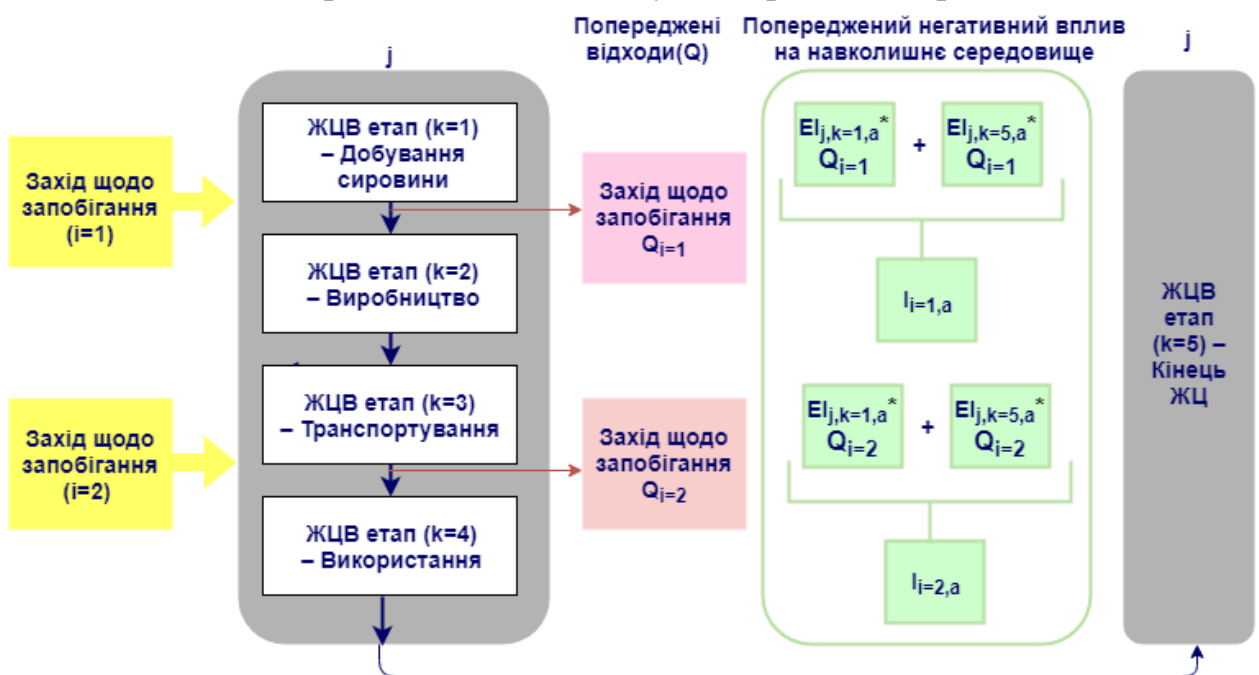 j
Попереджені
відходи(Q)
Попереджений негативний вплив
на навколишнє середовище
j
Захід щодо
запобігання
(i=1)
ЖЦВ етап (k=1)
– Добування
сировини
ЖЦВ етап (k=2)
– Виробництво
Захід щодо
запобігання
Qi=1
EIj,k=1,a*
Qi=1
+
EIj,k=5,a*
Qi=1
Ii=1,a
Захід щодо
запобігання
(i=2)
ЖЦВ етап (k=3)
– Транспортування
ЖЦВ етап (k=4)
– Використання
Захід щодо
запобігання
Qi=2
EIj,k=1,a*
Qi=2
+
EIj,k=5,a*
Qi=2
Ii=2,a
ЖЦВ
етап
(k=5) –
Кінець
ЖЦ